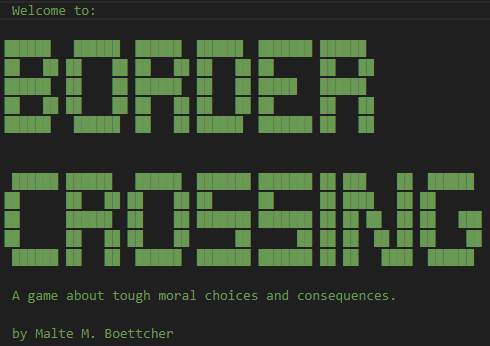 Welcome to:
BORDER
CROSSING
A game about tough moral choices and consequences.
by Malte M. Boettcher